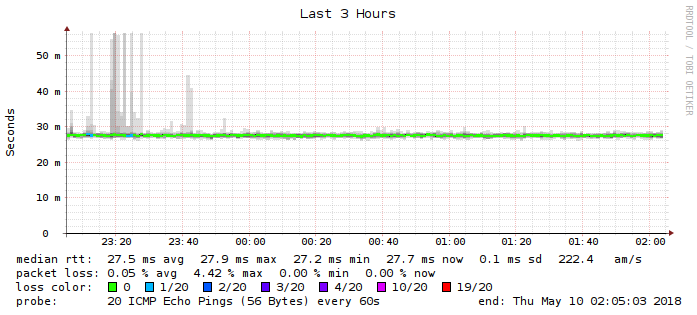 Last 3 Hours
RRDTOOL / TOBI OETIKER
Seconds
50 m
40 m
30 m
20 m
10 m
0
23:20 23:40 00:00 00:20 00:40 01:00 01:20 01:40 02:00
median rtt: 27.5 ms avg 27.9 ms max 27.2 ms min 27.7 ms now 0.1 ms sd 222.4 am/s
packet loss: 0.05 % avg 4.42 % max 0.00 % min 0.00 % now
loss color: 0 1/20 2/20 3/20 4/20 10/20 19/20
probe: 20 ICMP Echo Pings (56 Bytes) every 60s end: Thu May 10 02:05:03 2018